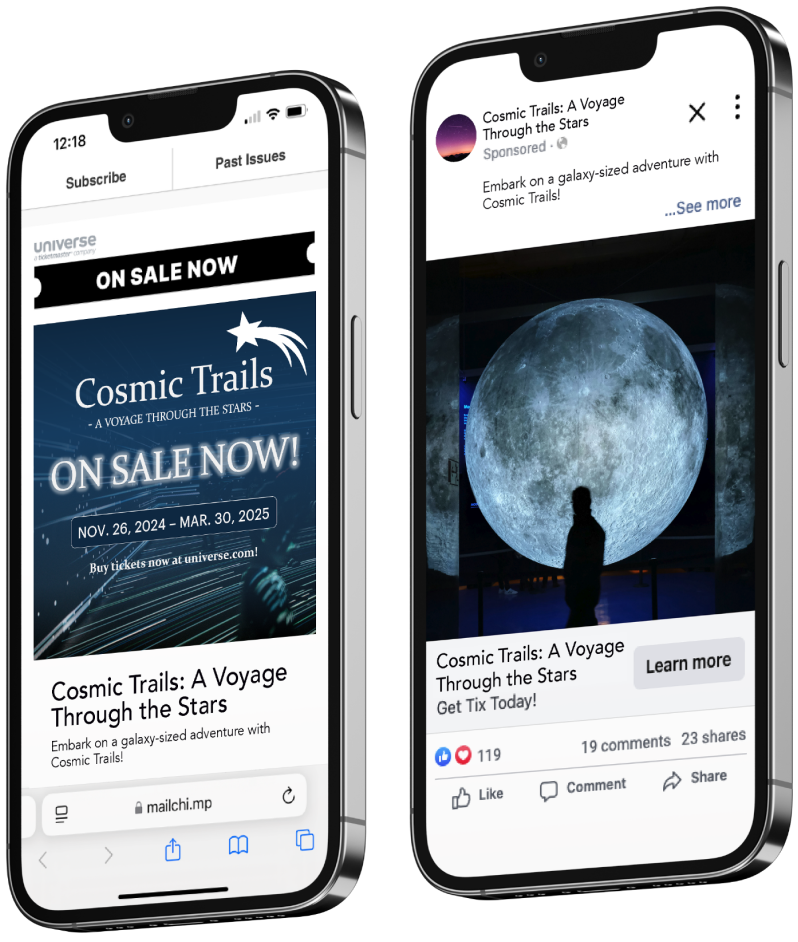 12:18
Subscribe
Past Issues
universe
a ticketmaster company
ON SALE NOW
Cosmic Trails
- A VOYAGE THROUGH THE STARS -
ON SALE NOW!
NOV. 26, 2024 – MAR. 30, 2025
Buy tickets now at universe.com!
Cosmic Trails: A Voyage
Through the Stars
Embark on a galaxy-sized adventure with
Cosmic Trails!
mailchi.mp
Cosmic Trails: A Voyage
Through the Stars
Sponsored ·
Embark on a galaxy-sized adventure with
Cosmic Trails!
...See more
Cosmic Trails: A Voyage
Through the Stars
Get Tix Today!
Learn more
119
19 comments 23 shares
Like
Comment
Share